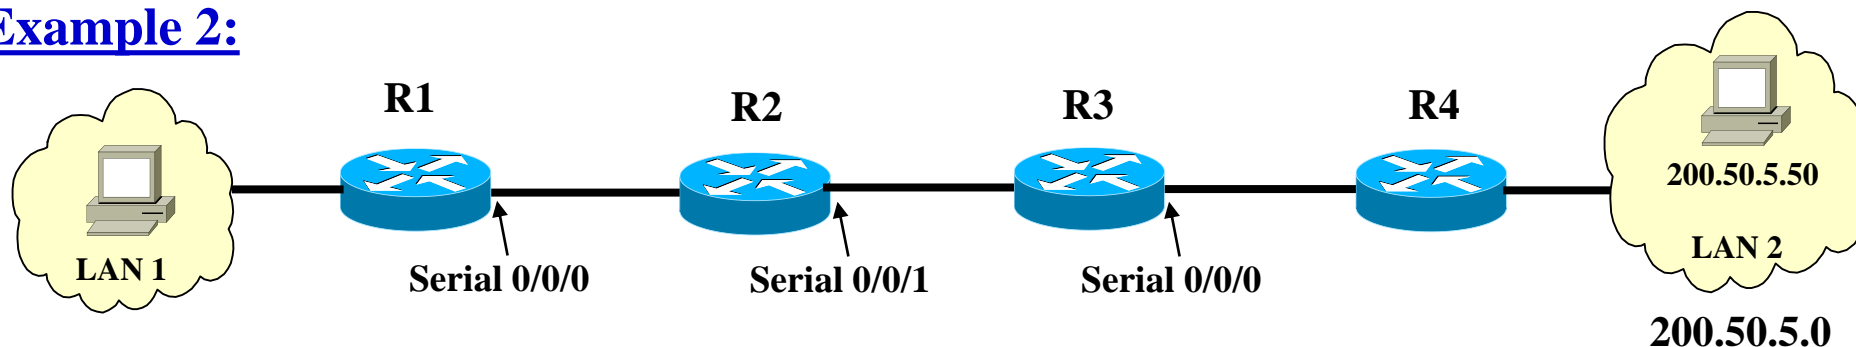 Example 2:
R1
R2
R3
R4
200.50.5.50
LAN 1
Serial 0/0/0
Serial 0/0/1
Serial 0/0/0
LAN 2
200.50.5.0